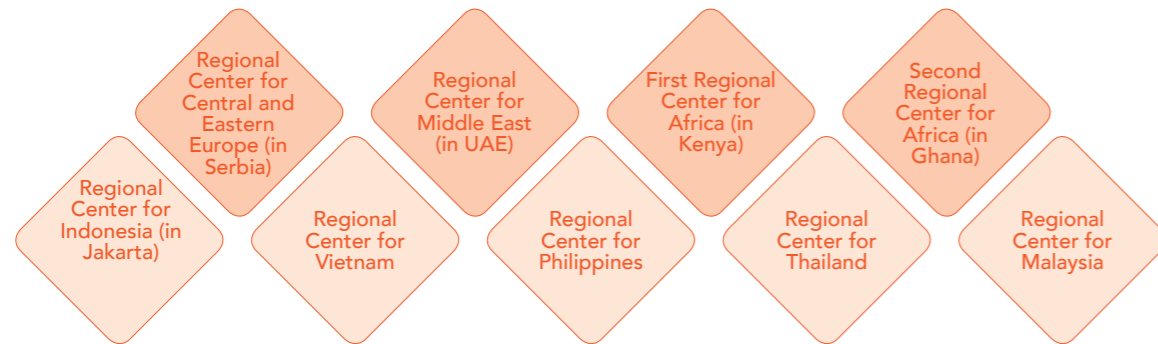 Regional
Center for
Central and
Eastern
Europe (in
Serbia)
Regional
Center for
Middle East
(in UAE)
First Regional
Center for
Africa (in
Kenya)
Second
Regional
Center for
Africa (in
Ghana)
Regional
Center for
Indonesia (in
Jakarta)
Regional
Center for
Vietnam
Regional
Center for
Philippines
Regional
Center for
Thailand
Regional
Center for
Malaysia